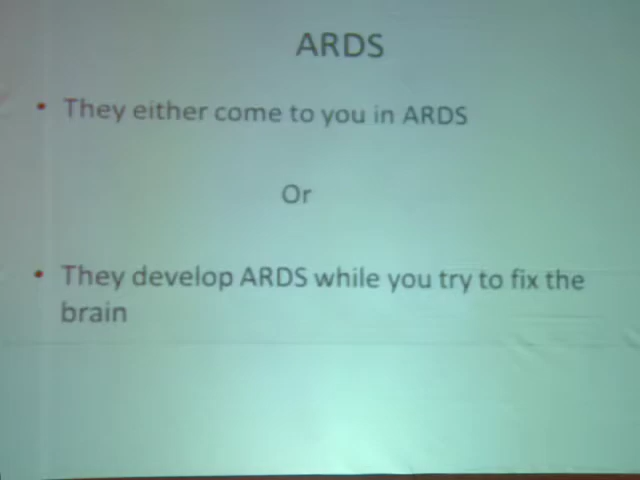 ARDS
• They either come to you in ARDS
Or
• They develop ARDS while you try to fix the
brain